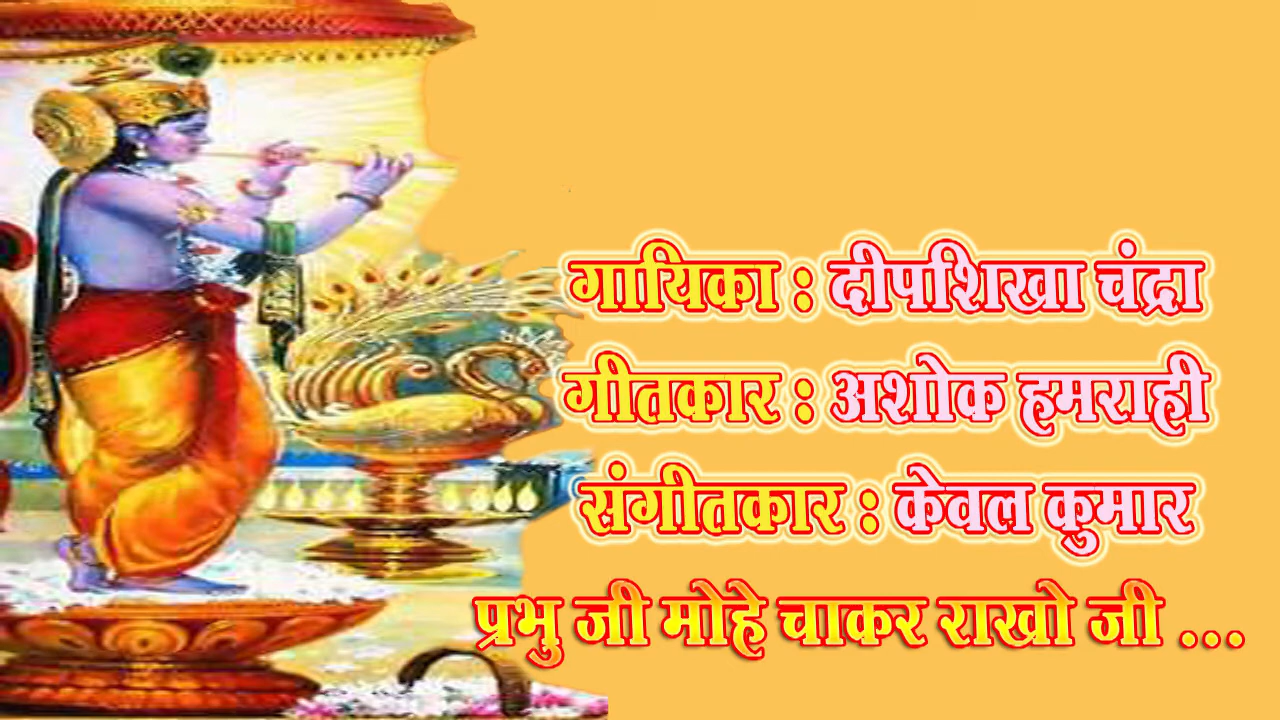 गायिका : दीपशिखा चंद्रा
गीतकार : अशोक हमराही
संगीतकार : केवल कुमार
प्रभु जी मोहे चाकर राखो जी ...